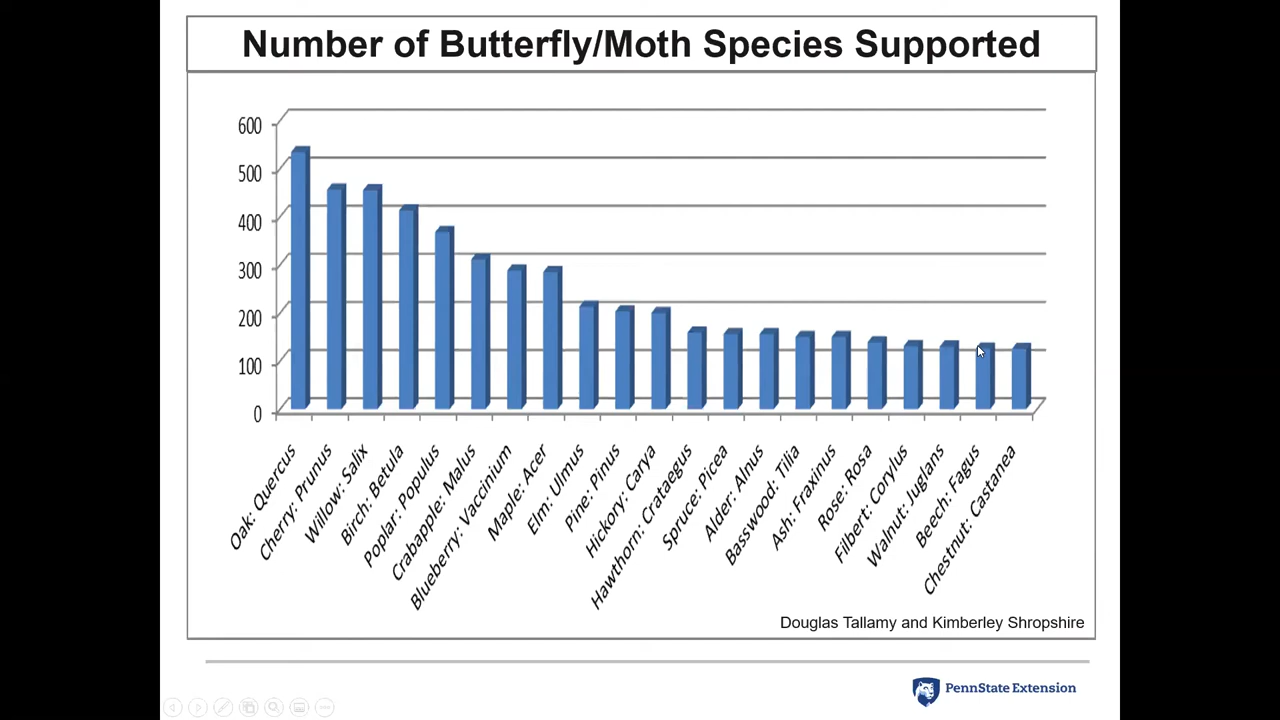 Number of Butterfly/Moth Species Supported
600
500
400
300
200
100
0
Oak: Quercus
Cherry: Prunus
Willow: Salix
Birch: Betula
Poplar: Populus
Crabapple: Malus
Blueberry: Vaccinium
Maple: Acer
Elm: Ulmus
Pine: Pinus
Hickory: Carya
Hawthorn: Crataegus
Spruce: Picea
Alder: Alnus
Basswood: Tilia
Ash: Fraxinus
Rose: Rosa
Filbert: Corylus
Walnut: Juglans
Beech: Fagus
Chestnut: Castanea
Douglas Tallamy and Kimberley Shropshire
PennState Extension